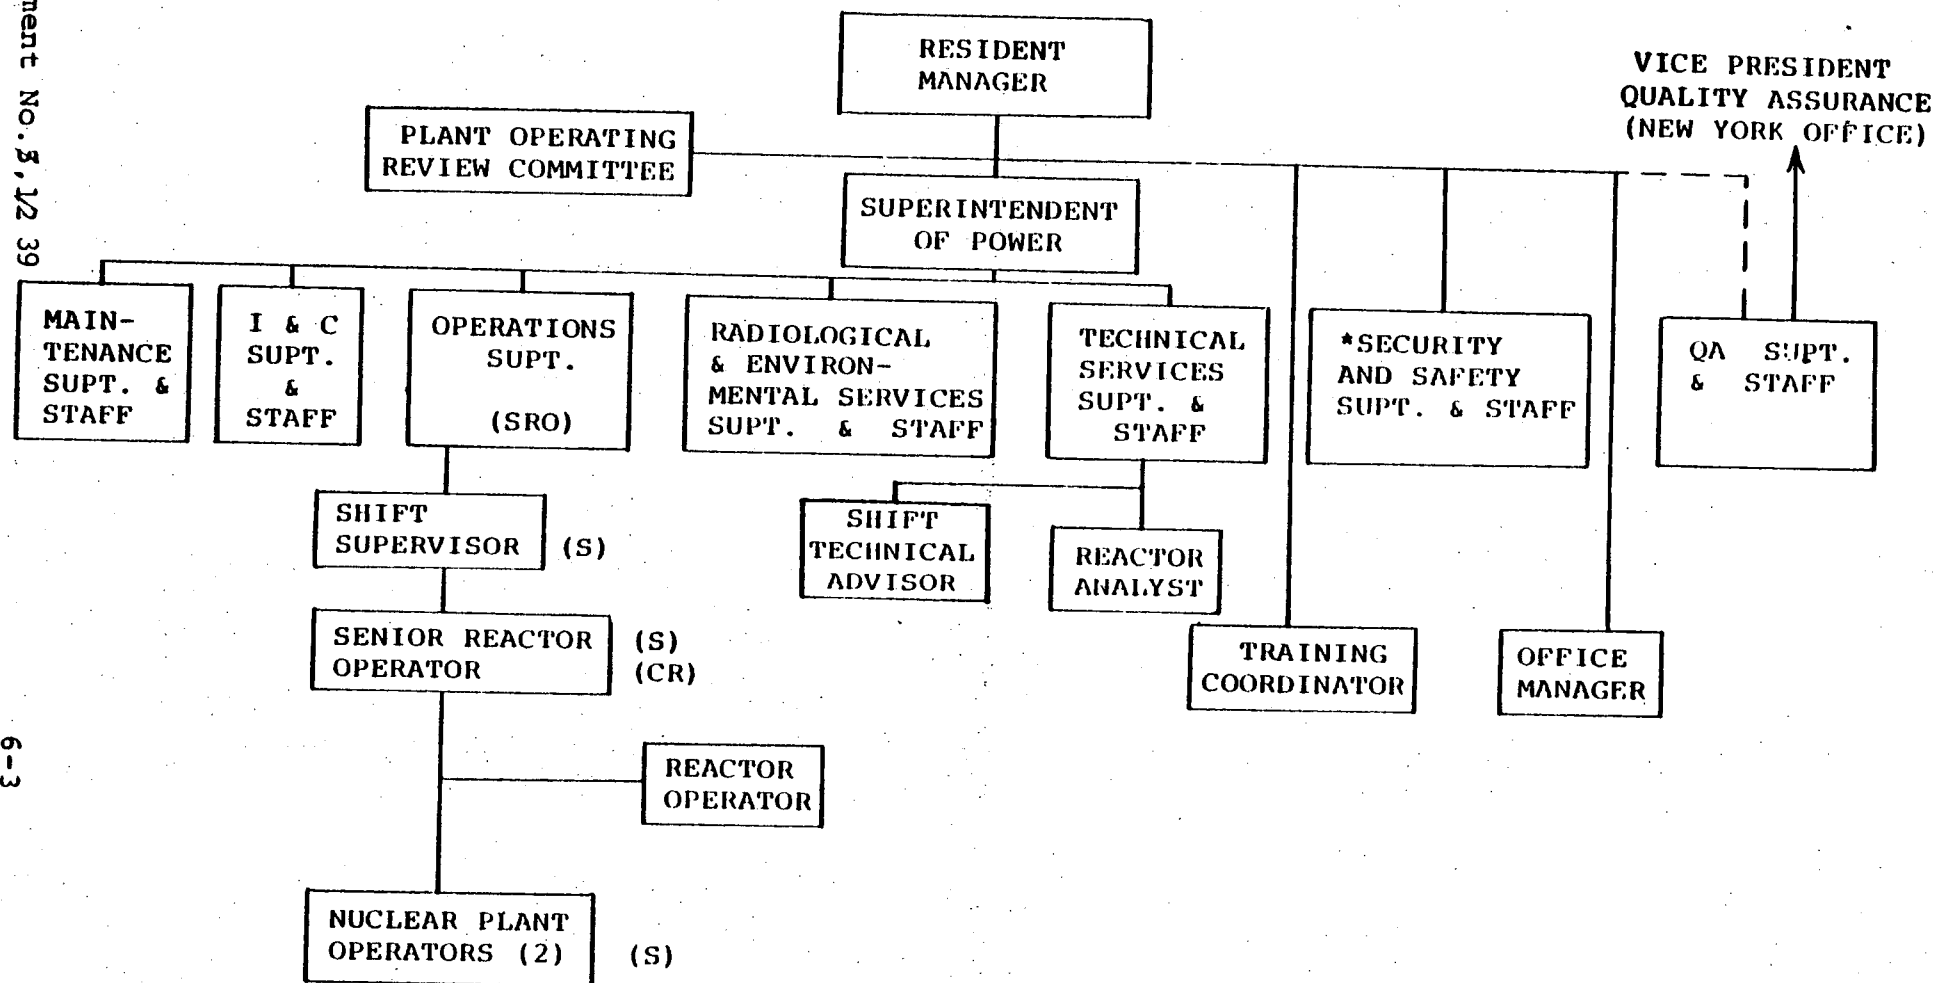 RESIDENT
MANAGER
VICE PRESIDENT
QUALITY ASSURANCE
(NEW YORK OFFICE)
PLANT OPERATING
REVIEW COMMITTEE
SUPERINTENDENT
OF POWER
MAIN-
TENANCE
SUPT. &
STAFF
I & C
SUPT.
&
STAFF
OPERATIONS
SUPT.
(SRO)
RADIOLOGICAL
& ENVIRON-
MENTAL SERVICES
SUPT. & STAFF
TECHNICAL
SERVICES
SUPT. &
STAFF
*SECURITY
AND SAFETY
SUPT. & STAFF
QA SUPT.
& STAFF
SHIFT
SUPERVISOR (S)
SHIFT
TECHNICAL
ADVISOR
REACTOR
ANALYST
SENIOR REACTOR (S)
OPERATOR (CR)
TRAINING
COORDINATOR
OFFICE
MANAGER
REACTOR
OPERATOR
NUCLEAR PLANT
OPERATORS (2) (S)
ment No. 39
6-3